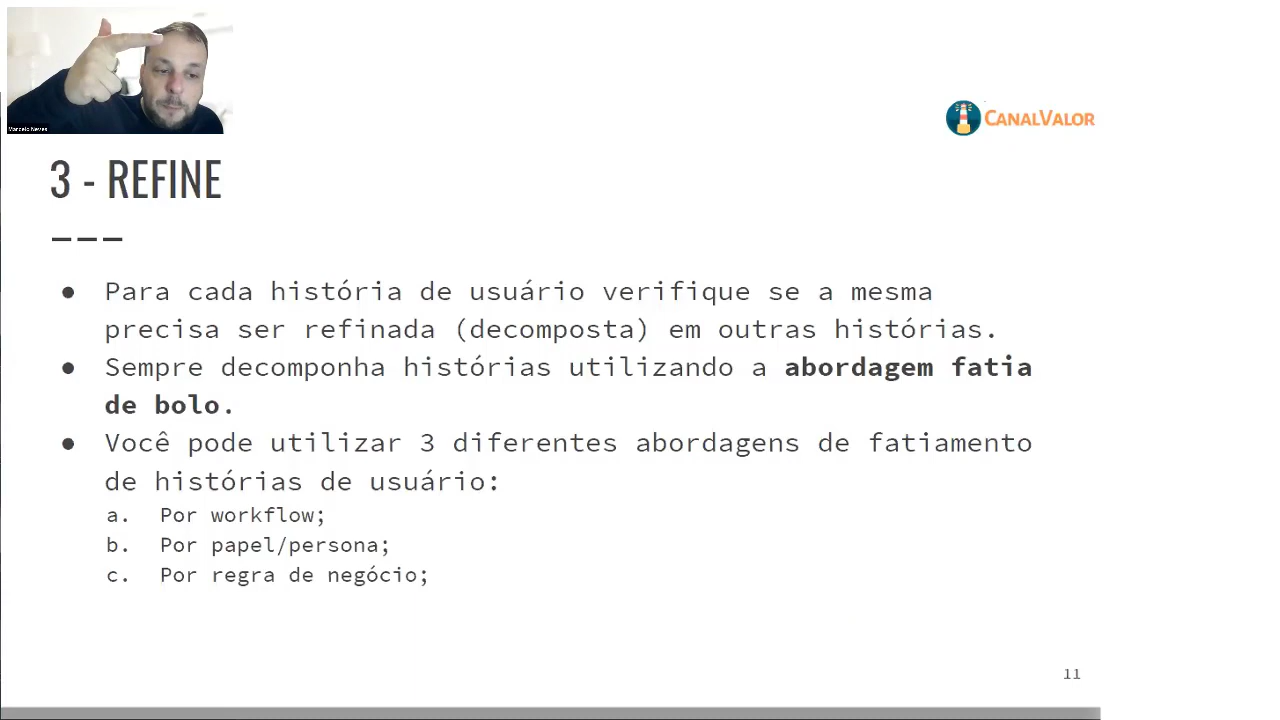 Marcelo Neves
CANALVALOR
3 - REFINE
---
● Para cada história de usuário verifique se a mesma
precisa ser refinada (decomposta) em outras histórias.
● Sempre decomponha histórias utilizando a abordagem fatia
de bolo.
● Você pode utilizar 3 diferentes abordagens de fatiamento
de histórias de usuário:
a. Por workflow;
b. Por papel/persona;
c. Por regra de negócio;
11